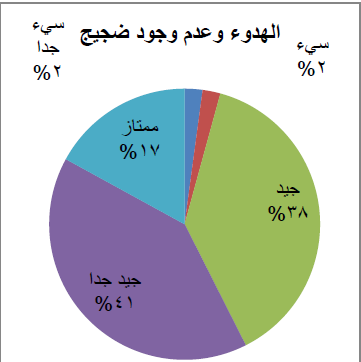 الهدوء وعدم وجود ضجيج
سيء
%٢
سيء
جدا
%٢
جيد
%٣٨
جيد جدا
%٤١
ممتاز
%١٧